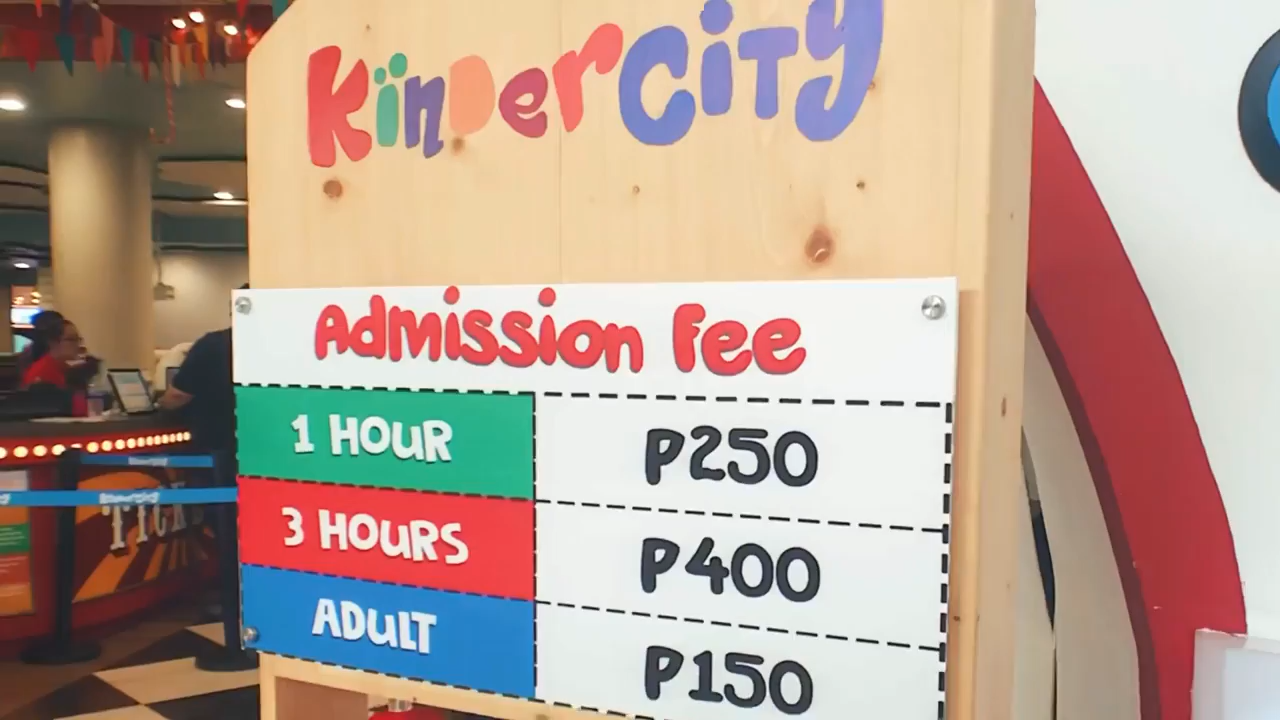 KinderCity
Admission Fee
1 HOUR P250
3 HOURS P400
ADULT P150